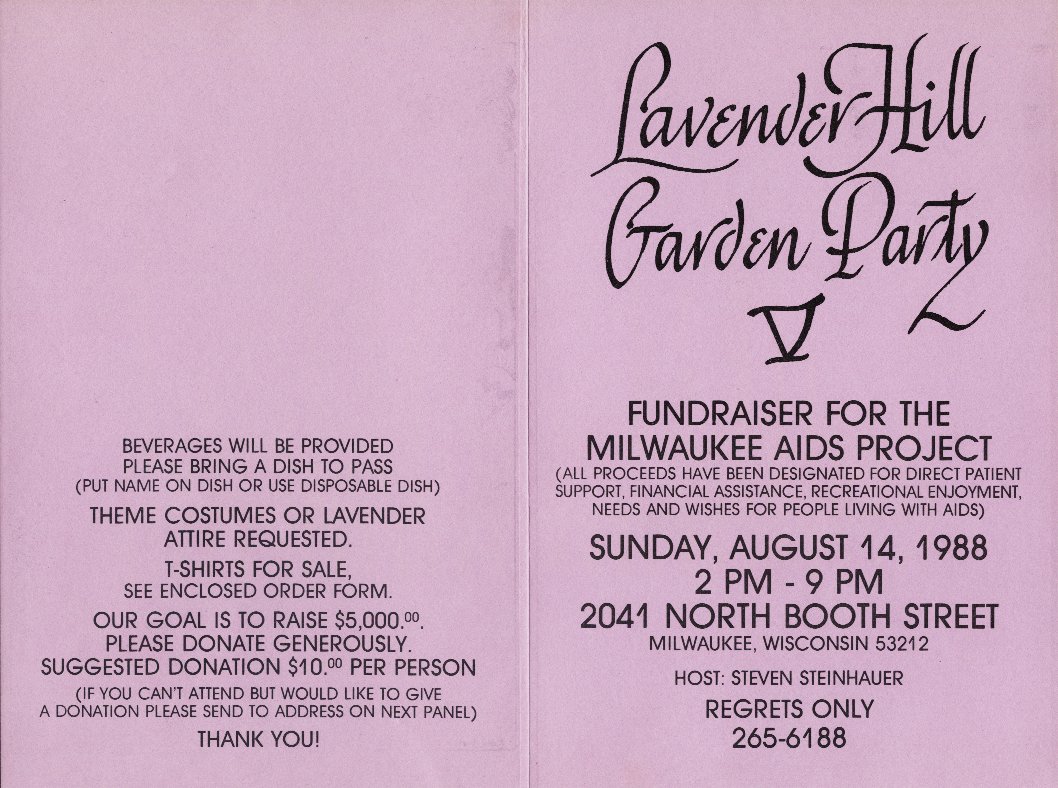 BEVERAGES WILL BE PROVIDED
PLEASE BRING A DISH TO PASS
(PUT NAME ON DISH OR USE DISPOSABLE DISH)
THEME COSTUMES OR LAVENDER
ATTIRE REQUESTED.
T-SHIRTS FOR SALE,
SEE ENCLOSED ORDER FORM.
OUR GOAL IS TO RAISE $5,000.00.
PLEASE DONATE GENEROUSLY.
SUGGESTED DONATION $10.00 PER PERSON
(IF YOU CAN'T ATTEND BUT WOULD LIKE TO GIVE
A DONATION PLEASE SEND TO ADDRESS ON NEXT PANEL)
THANK YOU!
Lavender Hill
Garden Party
V
FUNDRAISER FOR THE
MILWAUKEE AIDS PROJECT
(ALL PROCEEDS HAVE BEEN DESIGNATED FOR DIRECT PATIENT
SUPPORT, FINANCIAL ASSISTANCE, RECREATIONAL ENJOYMENT,
NEEDS AND WISHES FOR PEOPLE LIVING WITH AIDS)
SUNDAY, AUGUST 14, 1988
2 PM - 9 PM
2041 NORTH BOOTH STREET
MILWAUKEE, WISCONSIN 53212
HOST: STEVEN STEINHAUER
REGRETS ONLY
265-6188